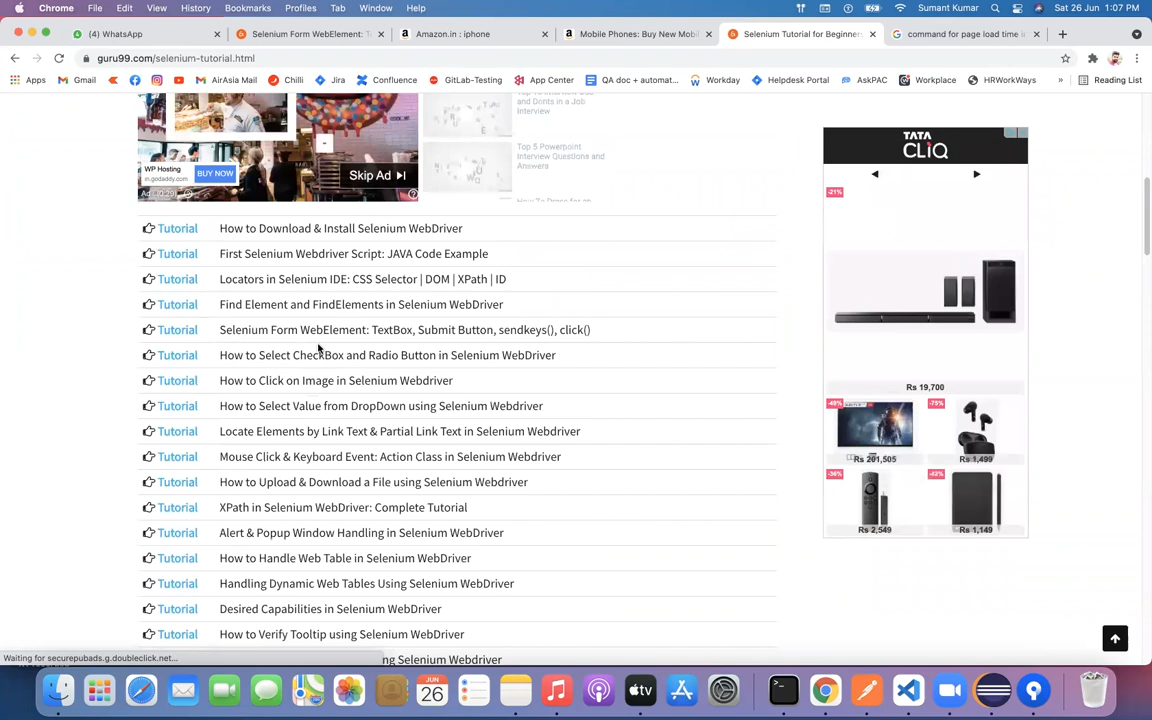 Chrome File Edit View History Bookmarks Profiles Tab Window Help Sumant Kumar Sat 26 Jun 1:07 PM
(4) WhatsApp Selenium Form WebElement: T Amazon.in : iphone Mobile Phones: Buy New Mobi Selenium Tutorial for Beginners command for page load time i
guru99.com/selenium-tutorial.html
Apps Gmail AirAsia Mail Chilli Jira Confluence GitLab-Testing App Center QA doc + automat... Workday Helpdesk Portal AskPAC Workplace HRWorkWays » Reading List
and Donts in a Job
Interview
Top 5 Powerpoint
Interview Questions and
Answers
WP Hosting
in.godaddy.com
BUY NOW
Skip Ad
TATA
CLiQ
-21%
Rs 19,700
-49%
-75%
Rs 201,505
Rs 1,499
-36%
-42%
Rs 2,549
Rs 1,149
Tutorial How to Download & Install Selenium WebDriver
Tutorial First Selenium Webdriver Script: JAVA Code Example
Tutorial Locators in Selenium IDE: CSS Selector | DOM | XPath | ID
Tutorial Find Element and FindElements in Selenium WebDriver
Tutorial Selenium Form WebElement: TextBox, Submit Button, sendkeys(), click()
Tutorial How to Select CheckBox and Radio Button in Selenium WebDriver
Tutorial How to Click on Image in Selenium Webdriver
Tutorial How to Select Value from DropDown using Selenium Webdriver
Tutorial Locate Elements by Link Text & Partial Link Text in Selenium Webdriver
Tutorial Mouse Click & Keyboard Event: Action Class in Selenium Webdriver
Tutorial How to Upload & Download a File using Selenium Webdriver
Tutorial XPath in Selenium WebDriver: Complete Tutorial
Tutorial Alert & Popup Window Handling in Selenium WebDriver
Tutorial How to Handle Web Table in Selenium WebDriver
Tutorial Handling Dynamic Web Tables Using Selenium WebDriver
Tutorial Desired Capabilities in Selenium WebDriver
Tutorial How to Verify Tooltip using Selenium WebDriver
ng Selenium Webdriver
Waiting for securepubads.g.doubleclick.net...
JUN
26
tv